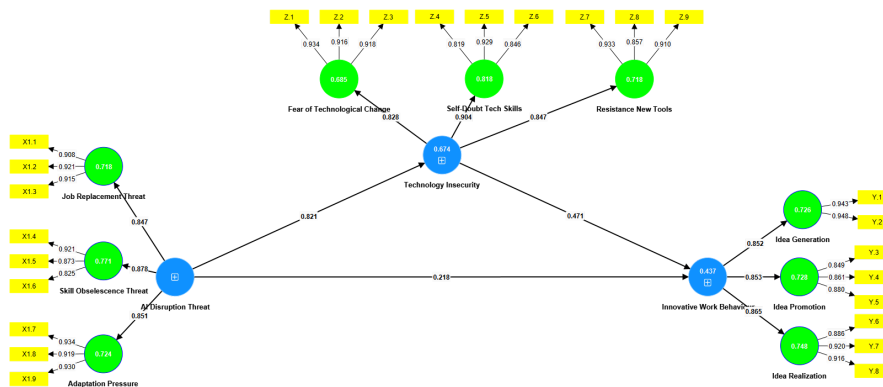 Z.1
Z.2
Z.3
Z.4
Z.5
Z.6
Z.7
Z.8
Z.9
0.934
0.916
0.918
0.819
0.929
0.846
0.933
0.857
0.910
0.685
0.818
0.718
Fear of Technological Change
Self-Doubt Tech Skills
Resistance New Tools
0.828
0.904
0.847
0.674
Technology Insecurity
X1.1
X1.2
X1.3
0.908
0.921
0.915
0.718
Job Replacement Threat
0.847
X1.4
X1.5
X1.6
0.921
0.873
0.825
0.771
Skill Obselescence Threat
0.878
AI Disruption Threat
0.851
X1.7
X1.8
X1.9
0.934
0.919
0.930
0.724
Adaptation Pressure
0.821
0.471
0.218
0.437
Innovative Work Behav
0.852
0.853
0.865
Y.1
Y.2
0.943
0.948
0.726
Idea Generation
Y.3
Y.4
Y.5
0.849
0.861
0.880
0.728
Idea Promotion
Y.6
Y.7
Y.8
0.886
0.920
0.916
0.748
Idea Realization